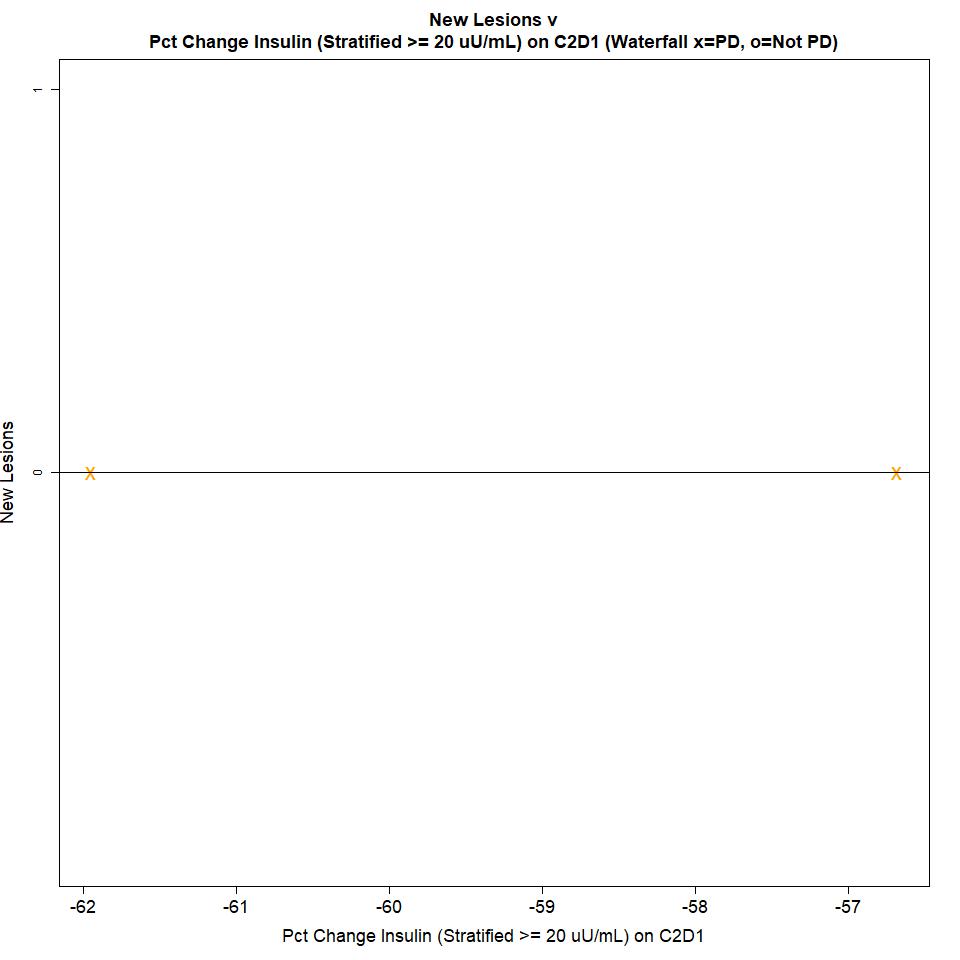 New Lesions v
Pct Change Insulin (Stratified >= 20 uU/mL) on C2D1 (Waterfall x=PD, o=Not PD)
1
0
New Lesions
x
x
-62
-61
-60
-59
-58
-57
Pct Change Insulin (Stratified >= 20 uU/mL) on C2D1